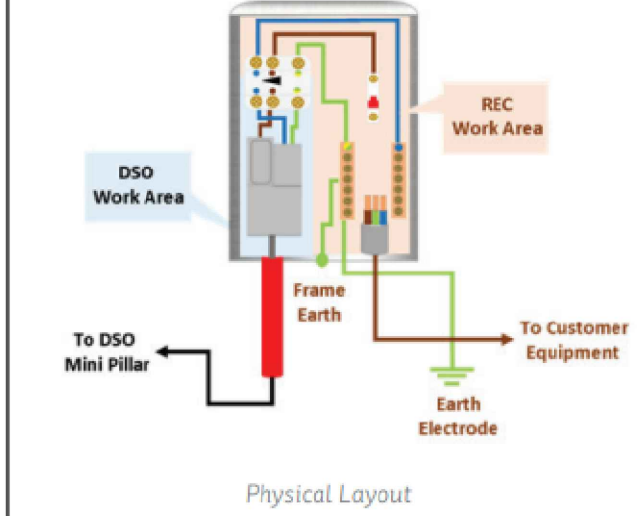 REC
Work Area
DSO
Work Area
Frame
Earth
To DSO
Mini Pillar
To Customer
Equipment
Earth
Electrode
Physical Layout